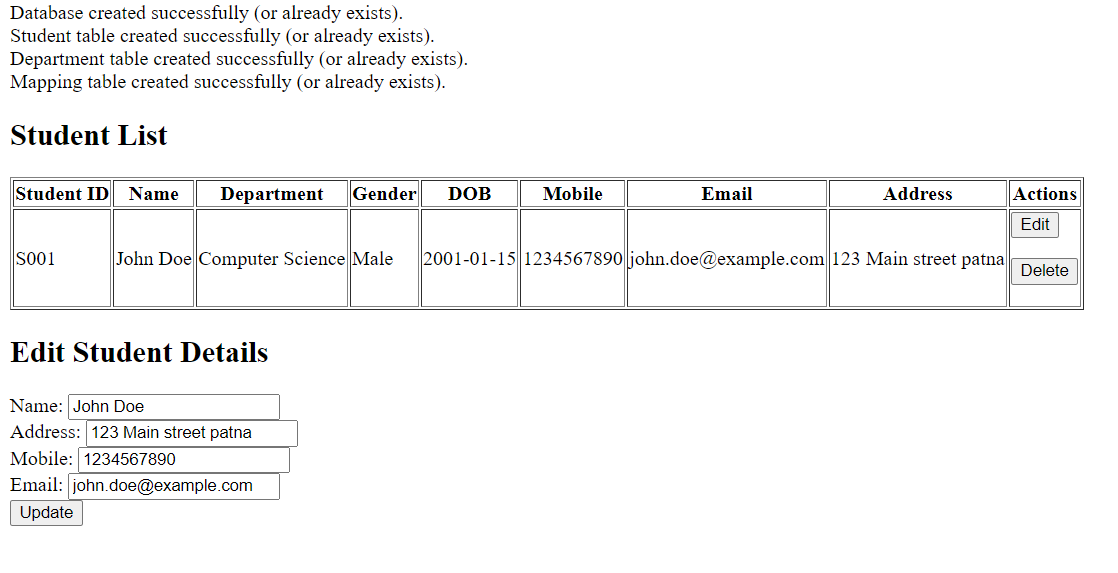 Database created successfully (or already exists).
Student table created successfully (or already exists).
Department table created successfully (or already exists).
Mapping table created successfully (or already exists).
Student List
Student ID Name Department Gender DOB Mobile Email Address Actions
S001 John Doe Computer Science Male 2001-01-15 1234567890 john.doe@example.com 123 Main street patna Edit
Delete
Edit Student Details
Name: John Doe
Address: 123 Main street patna
Mobile: 1234567890
Email: john.doe@example.com
Update